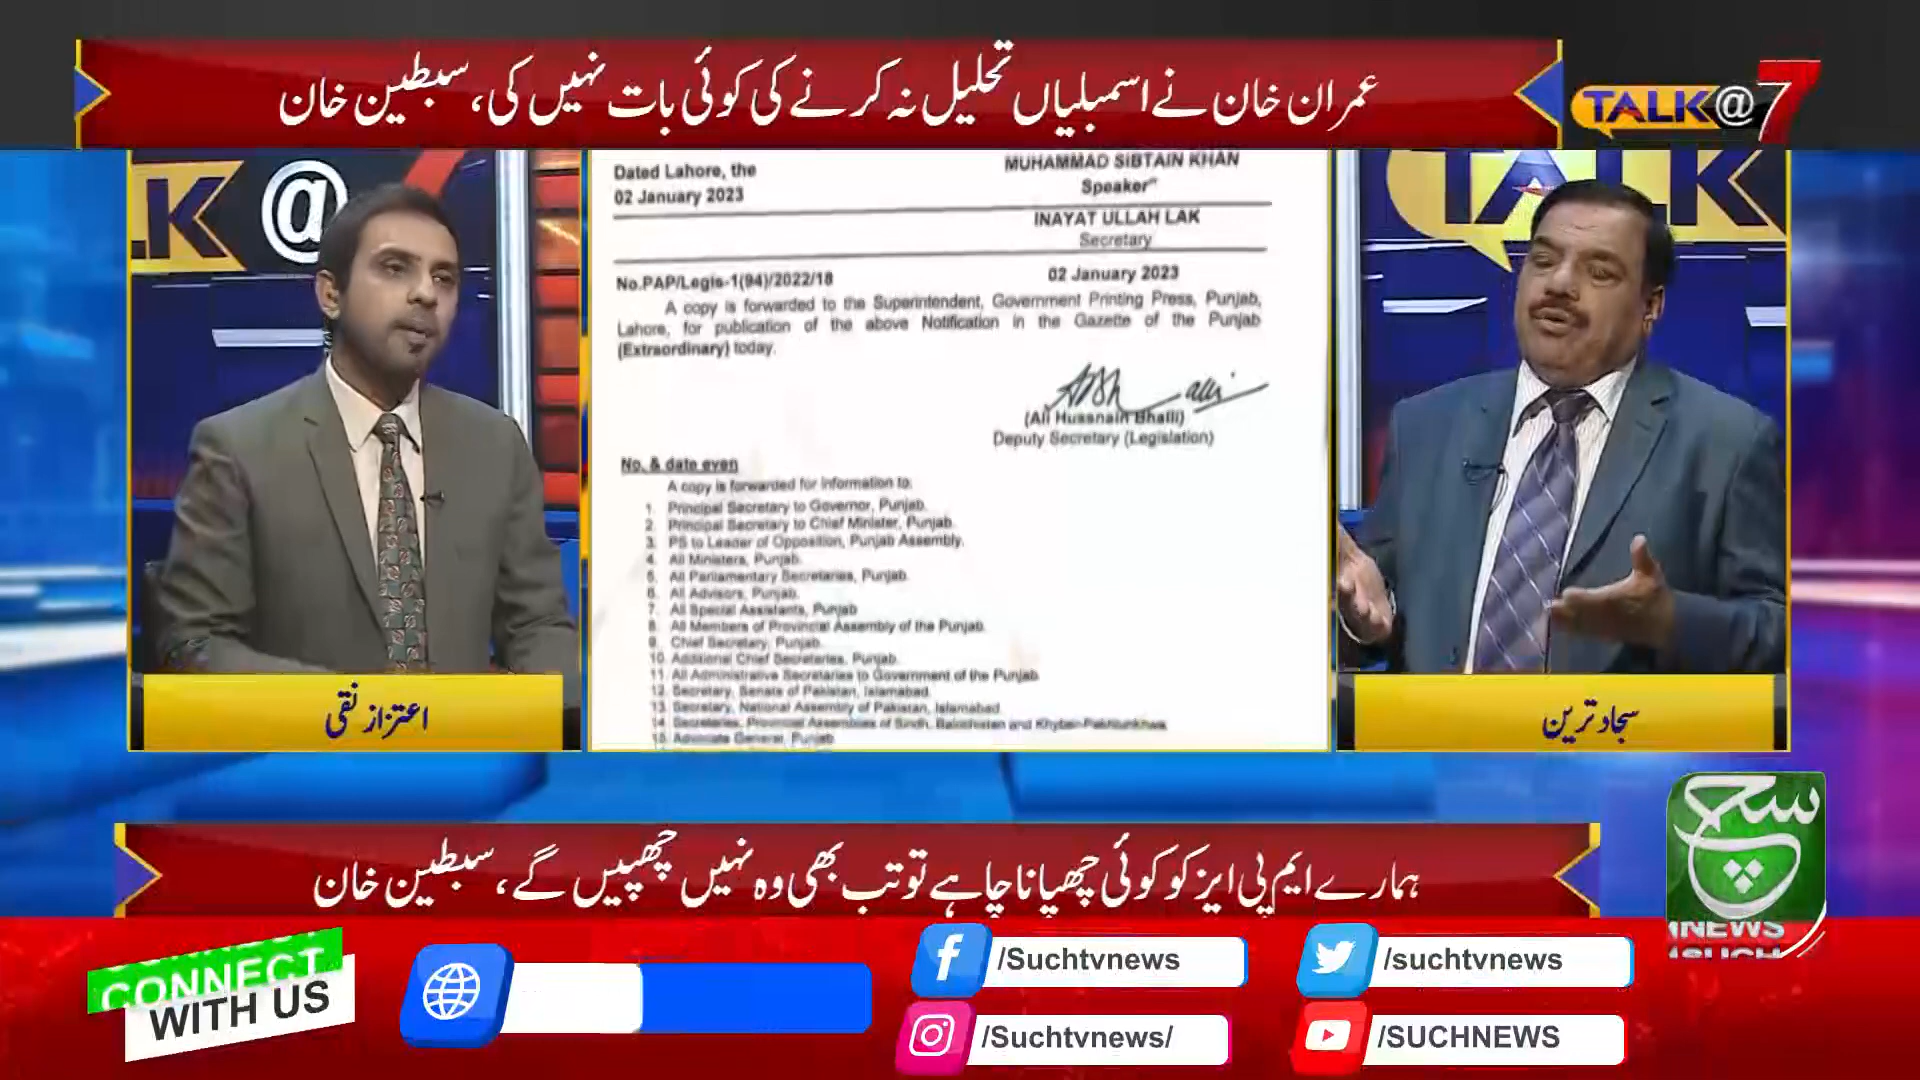 عمران خان نے اسمبلیاں تحلیل نہ کرنے کی کوئی بات نہیں کی، سبطین خان
TALK@7
LK@
TALK
Dated Lahore, the
02 January 2023
MUHAMMAD SIBTAIN KHAN
Speaker"
INAYAT ULLAH LAK
Secretary
No.PAP/Legis-1(94)/2022/18
02 January 2023
A copy is forwarded to the Superintendent, Government Printing Press, Punjab,
Lahore, for publication of the above Notification in the Gazette of the Punjab
(Extraordinary) today.
(Ali Hussnain Bhalli)
Deputy Secretary (Legislation)
No. & date even
A copy is forwarded for information to:
1. Principal Secretary to Governor, Punjab.
2. Principal Secretary to Chief Minister, Punjab.
3. PS to Leader of Opposition, Punjab Assembly.
4. All Ministers, Punjab.
5. All Parliamentary Secretaries, Punjab.
6. All Advisors, Punjab.
7. All Special Assistants, Punjab
8. All Members of Provincial Assembly of the Punjab.
9. Chief Secretary, Punjab.
10. Additional Chief Secretaries, Punjab.
11. All Administrative Secretaries to Government of the Punjab
12. Secretary, Senate of Pakistan, Islamabad.
13. Secretary, National Assembly of Pakistan, Islamabad.
14. Secretaries, Provincial Assemblies of Sindh, Balochistan and Khyber-Pakhtunkhwa
15. Advocate General, Punjab
اعتزاز نقی
سجاد ترین
سچ
NEWS
ہمارے ایم پی ایز کو کوئی چھپانا چاہے تو تب بھی وہ نہیں چھپیں گے، سبطین خان
CONNECT
WITH US
/Suchtvnews
/suchtvnews
/Suchtvnews/
/SUCHNEWS